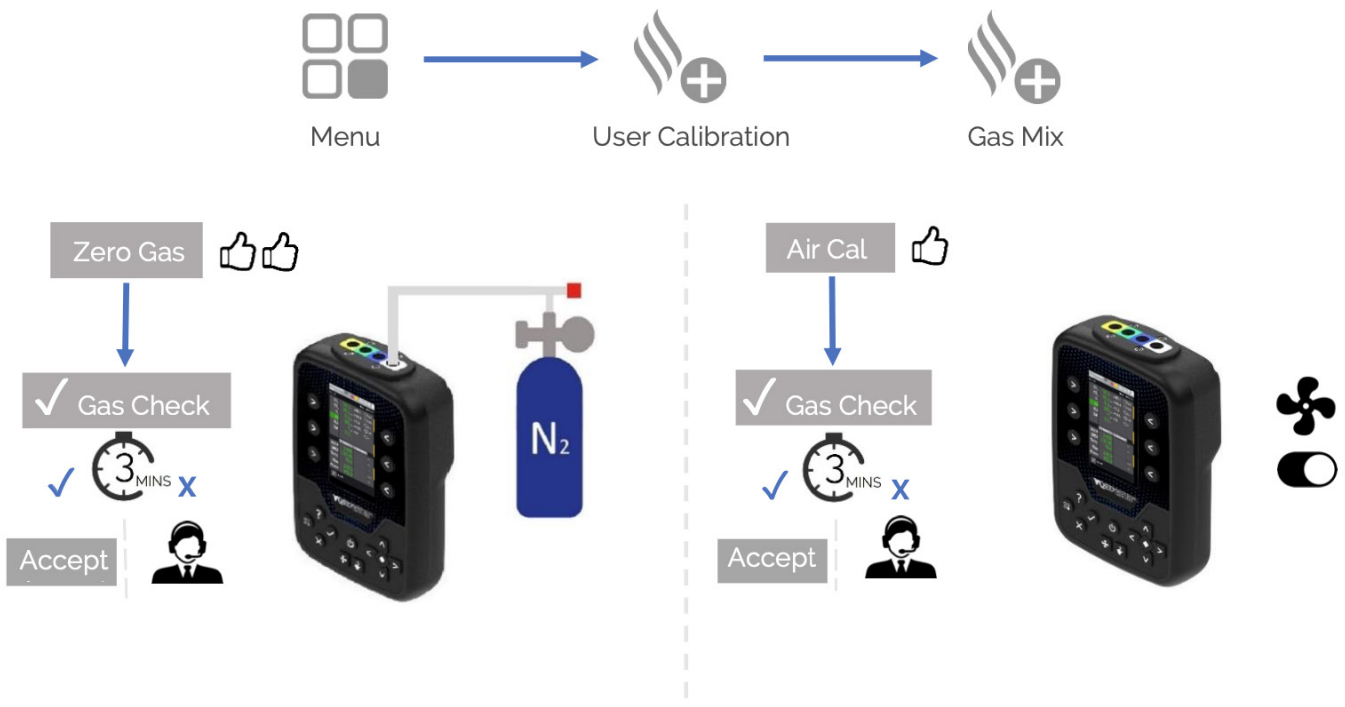 Menu
User Calibration
Gas Mix
Zero Gas
✓ Gas Check
3 MINS
✓
X
Accept
N₂
Air Cal
✓ Gas Check
3 MINS
✓
X
Accept